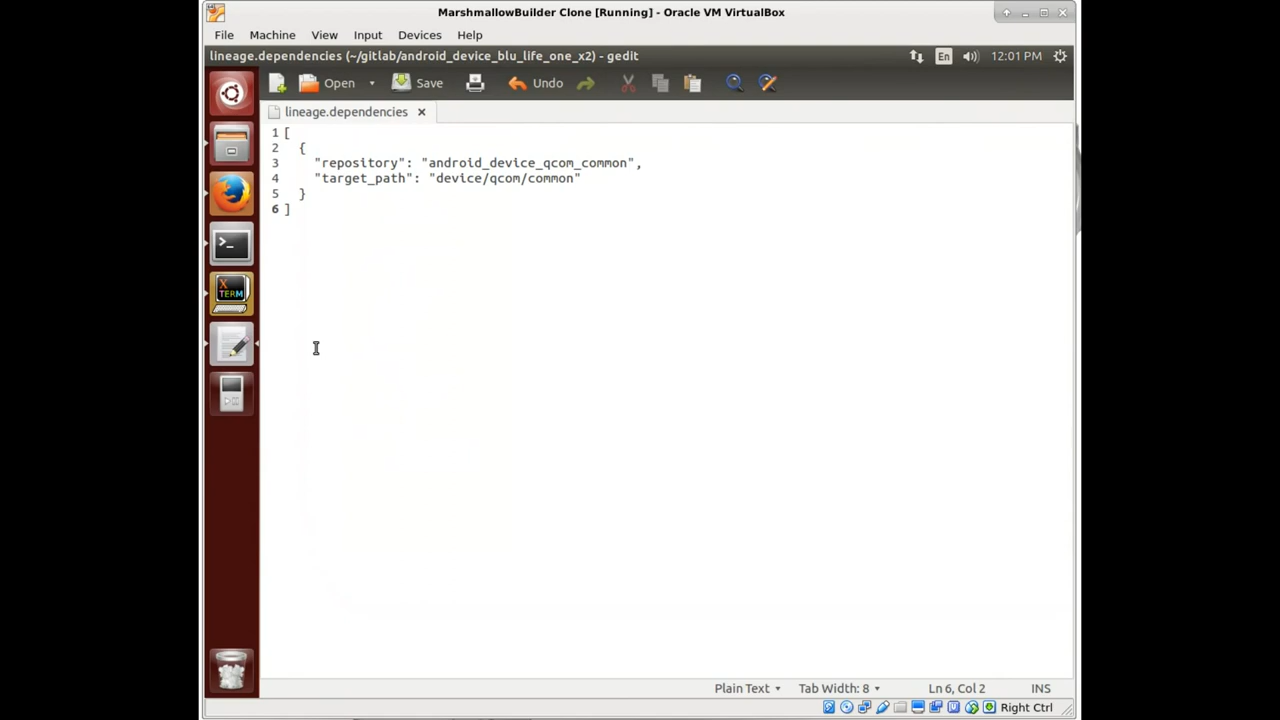 MarshmallowBuilder Clone [Running] - Oracle VM VirtualBox
File Machine View Input Devices Help
lineage.dependencies (~/gitlab/android_device_blu_life_one_x2) - gedit En 12:01 PM
Open Save Undo
lineage.dependencies
1 [
2 {
3 "repository": "android_device_qcom_common",
4 "target_path": "device/qcom/common"
5 }
6 ]
>_
X
TERM
Plain Text Tab Width: 8 Ln 6, Col 2 INS
Right Ctrl